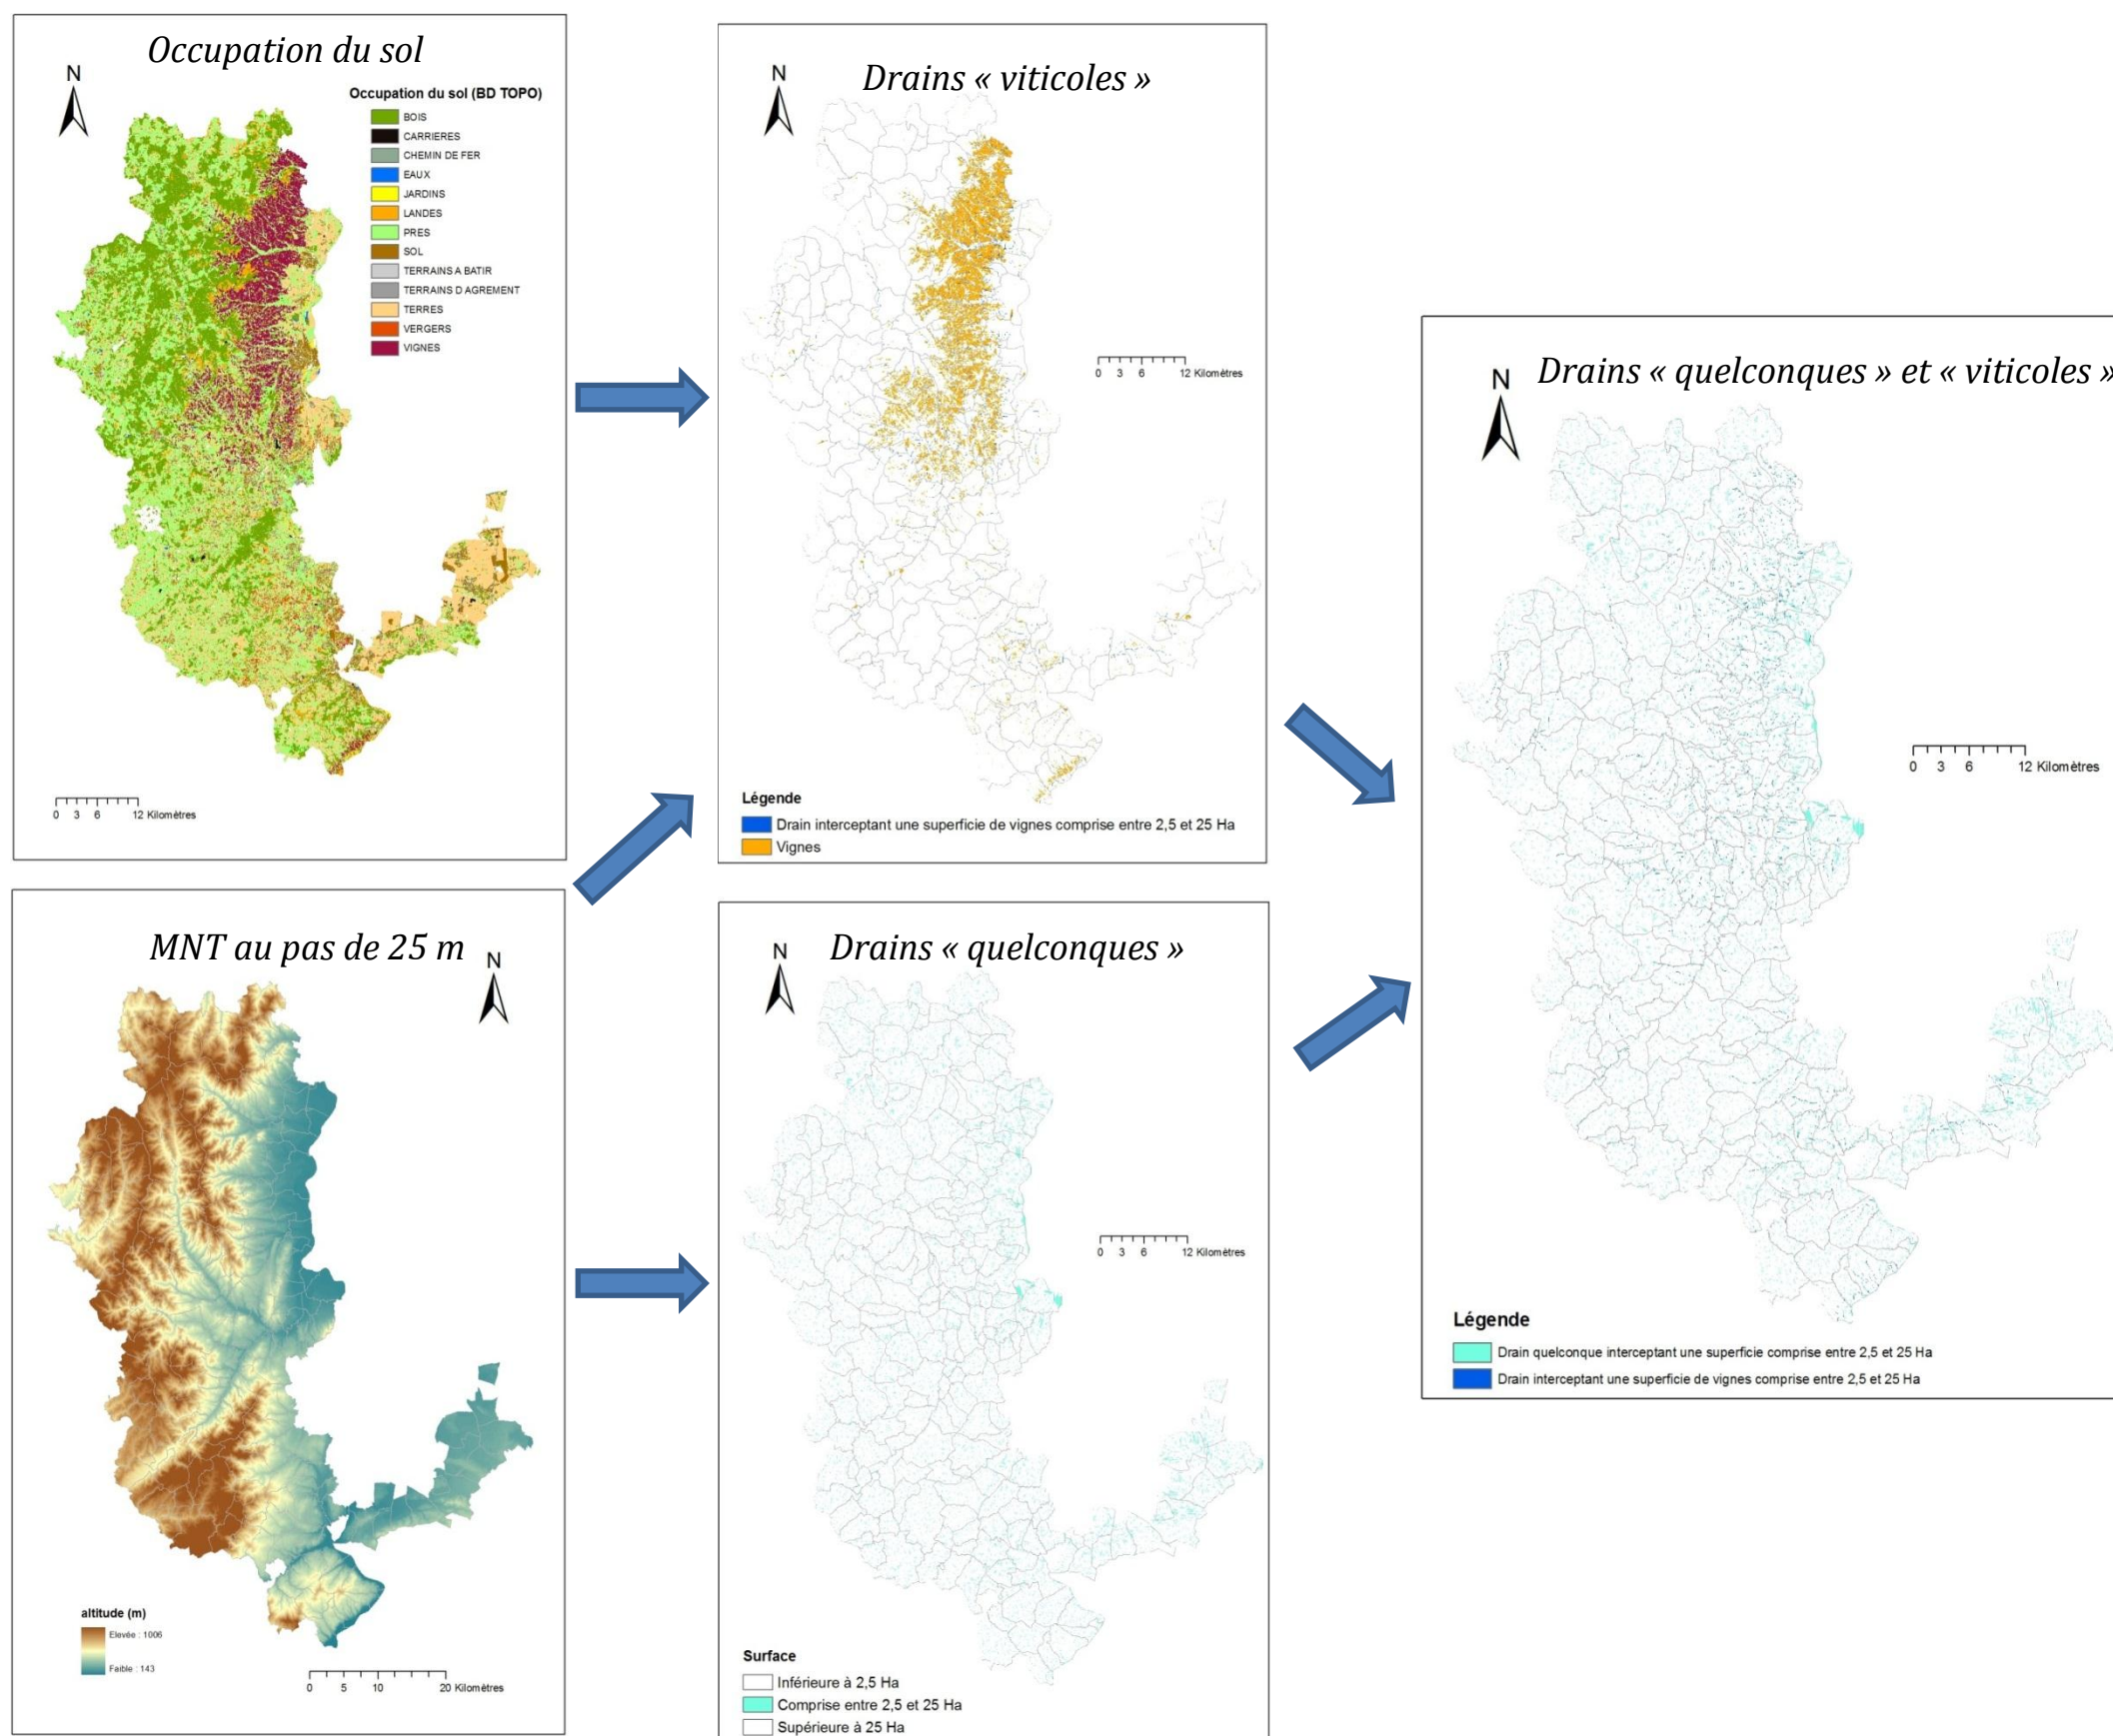 Occupation du sol
N
Occupation du sol (BD TOPO)
BOIS
CARRIERES
CHEMIN DE FER
EAUX
JARDINS
LANDES
PRES
SOL
TERRAINS A BATIR
TERRAINS D AGREMENT
TERRES
VERGERS
VIGNES
0 3 6 12 Kilomètres
Drains « viticoles »
N
0 3 6 12 Kilomètres
Légende
Drain interceptant une superficie de vignes comprise entre 2,5 et 25 Ha
Vignes
MNT au pas de 25 m
N
altitude (m)
Elevée : 1006
Faible : 143
0 5 10 20 Kilomètres
Drains « quelconques »
N
0 3 6 12 Kilomètres
Surface
Inférieure à 2,5 Ha
Comprise entre 2,5 et 25 Ha
Supérieure à 25 Ha
Drains « quelconques » et « viticoles »
N
0 3 6 12 Kilomètres
Légende
Drain quelconque interceptant une superficie comprise entre 2,5 et 25 Ha
Drain interceptant une superficie de vignes comprise entre 2,5 et 25 Ha